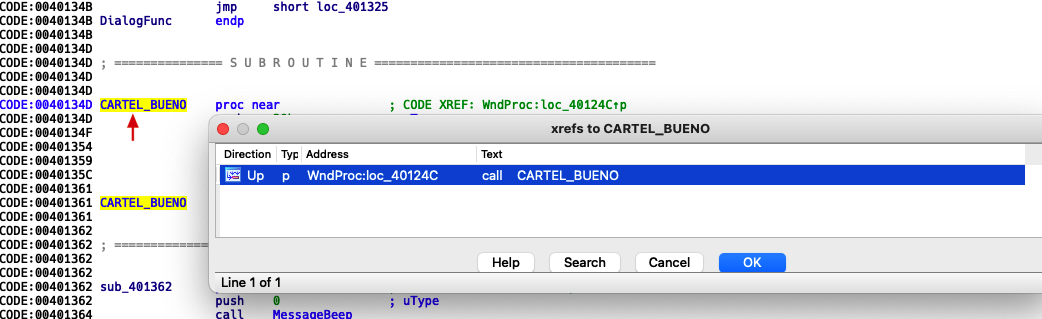 CODE:0040134B jmp short loc_401325
CODE:0040134B DialogFunc endp
CODE:0040134B
CODE:0040134D
CODE:0040134D ; =============== S U B R O U T I N E =======================================
CODE:0040134D
CODE:0040134D
CODE:0040134D CARTEL_BUENO proc near ; CODE XREF: WndProc:loc_40124C↑p
CODE:0040134D
CODE:0040134F
CODE:00401354
CODE:00401359
CODE:0040135C
CODE:00401361
CODE:00401361 CARTEL_BUENO
CODE:00401361
CODE:00401362
CODE:00401362 ; =============
CODE:00401362
CODE:00401362
CODE:00401362 sub_401362
CODE:00401362 push 0 ; uType
CODE:00401364 call MessageBeep
xrefs to CARTEL_BUENO
Direction Typ Address Text
Up p WndProc:loc_40124C call CARTEL_BUENO
Help Search Cancel OK
Line 1 of 1